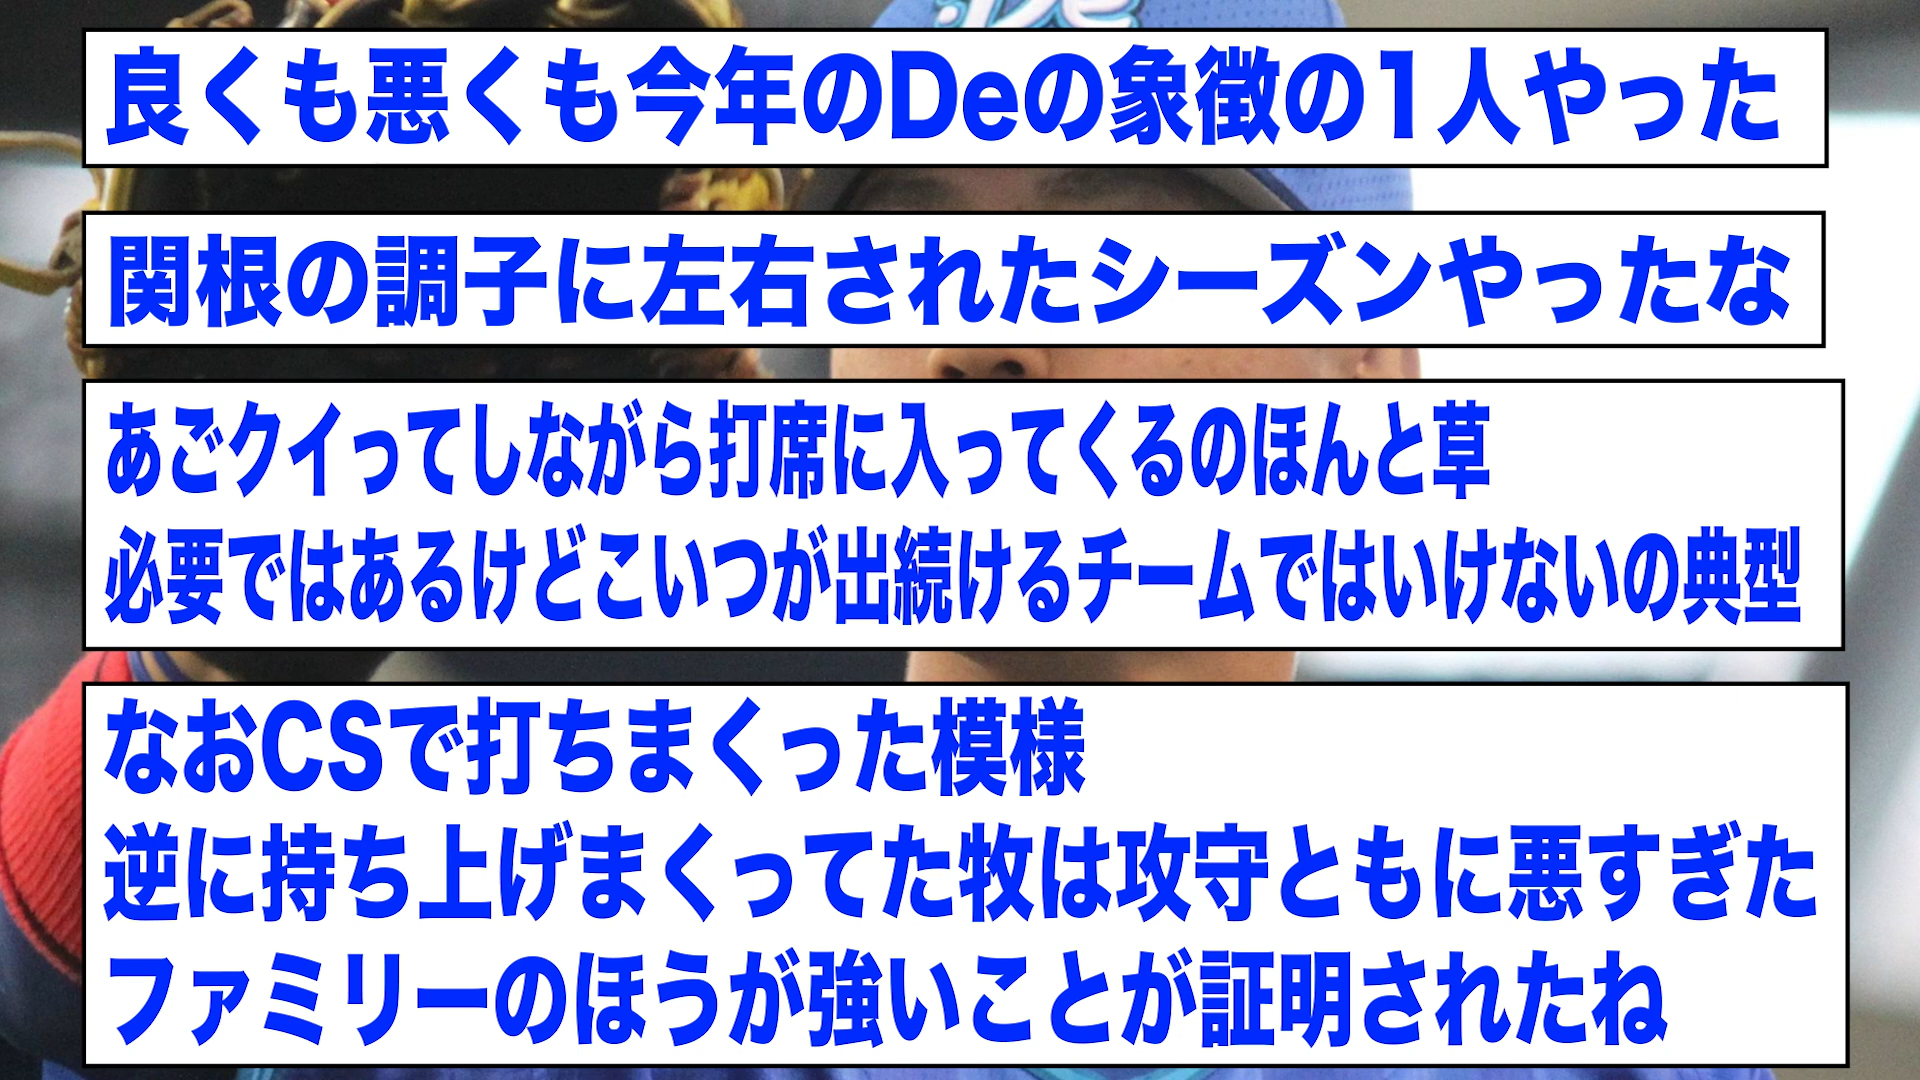 De
良くも悪くも今年のDeの象徴の1人やった
関根の調子に左右されたシーズンやったな
あごクイってしながら打席に入ってくるのほんと草
必要ではあるけどこいつが出続けるチームではいけないの典型
なおCSで打ちまくった模様
逆に持ち上げまくってた牧は攻守ともに悪すぎた
ファミリーのほうが強いことが証明されたね